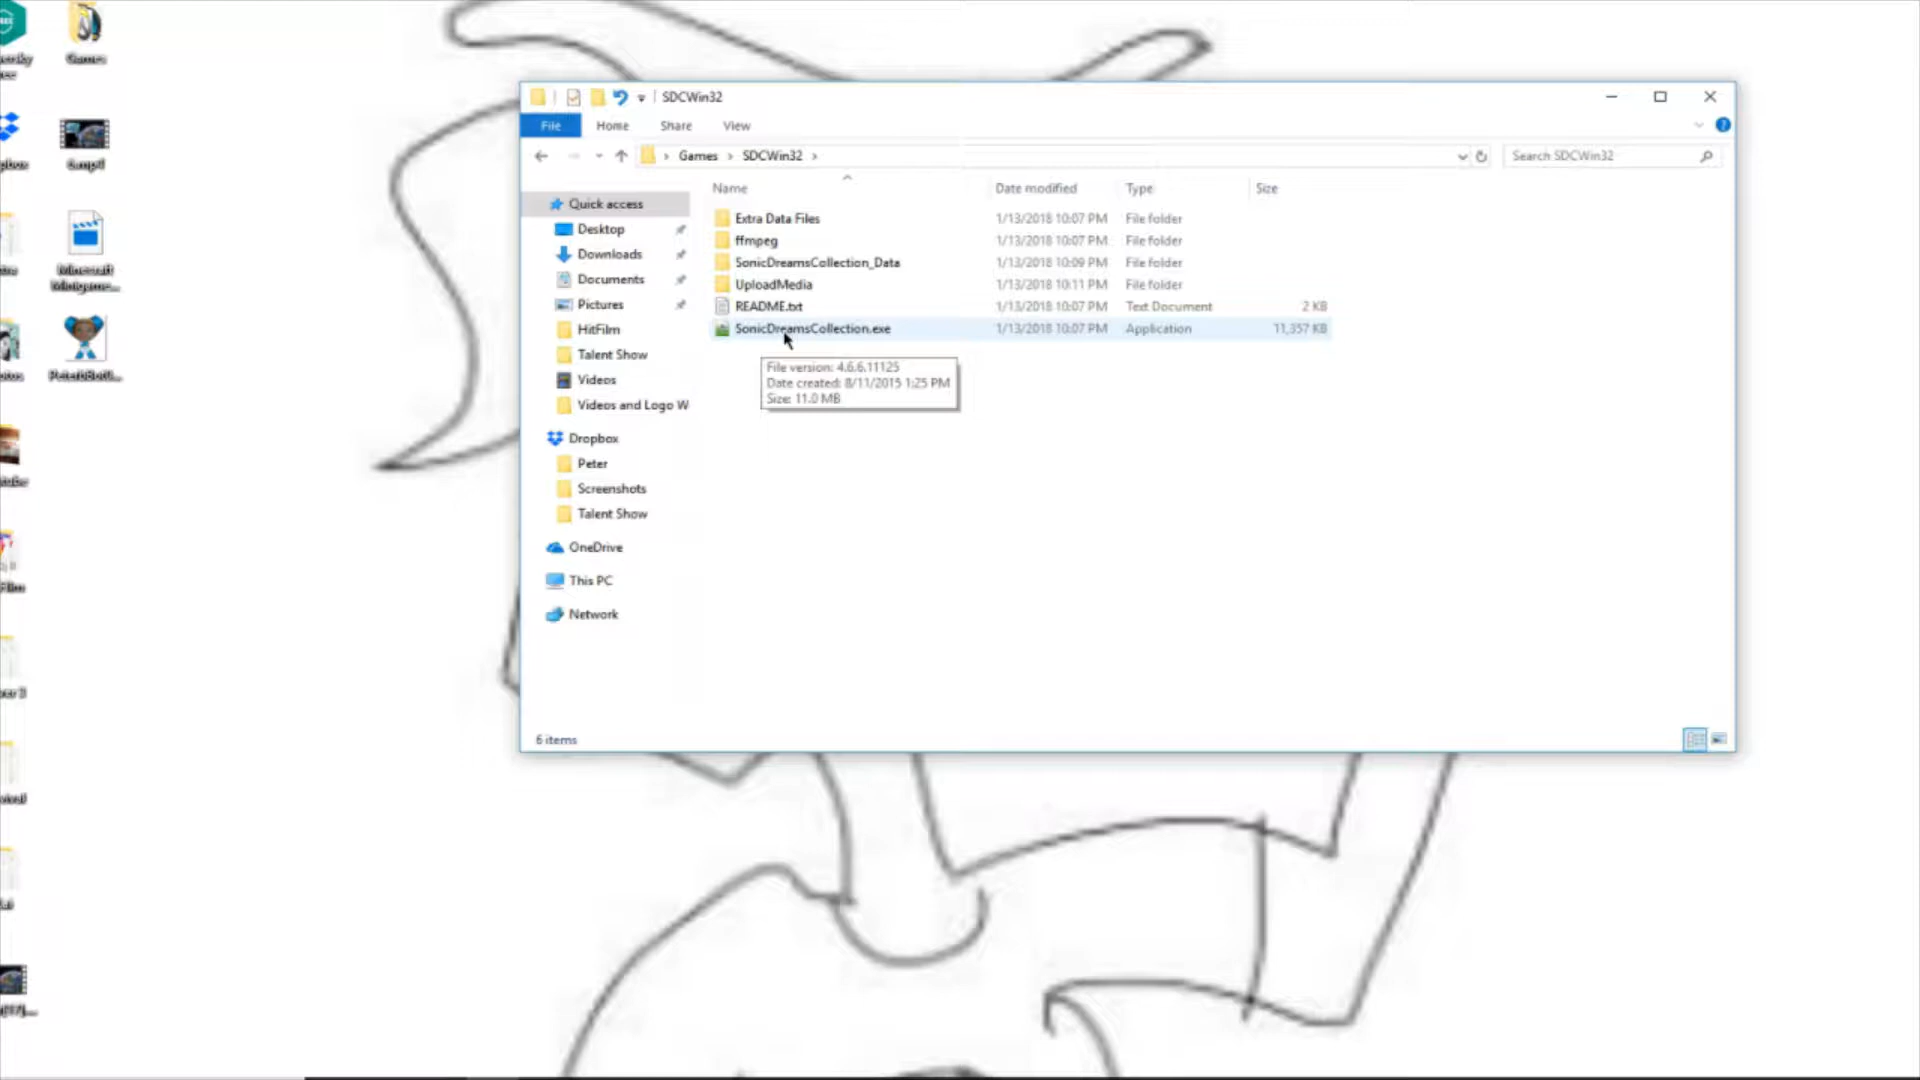 Games
SDCWin32
File
Home
Share
View
Games
SDCWin32
Search SDCWin32
Name
Date modified
Type
Size
Quick access
Desktop
Downloads
Documents
Pictures
HitFilm
Talent Show
Videos
Videos and Logo W
Dropbox
Peter
Screenshots
Talent Show
OneDrive
This PC
Network
Extra Data Files 1/13/2018 10:07 PM File folder
ffmpeg 1/13/2018 10:07 PM File folder
SonicDreamsCollection_Data 1/13/2018 10:09 PM File folder
UploadMedia 1/13/2018 10:11 PM File folder
README.txt 1/13/2018 10:07 PM Text Document 2 KB
SonicDreamsCollection.exe 1/13/2018 10:07 PM Application 11,357 KB
File version: 4.6.6.11125
Date created: 8/11/2015 1:25 PM
Size: 11.0 MB
6 items
Minecraft
Minigame...